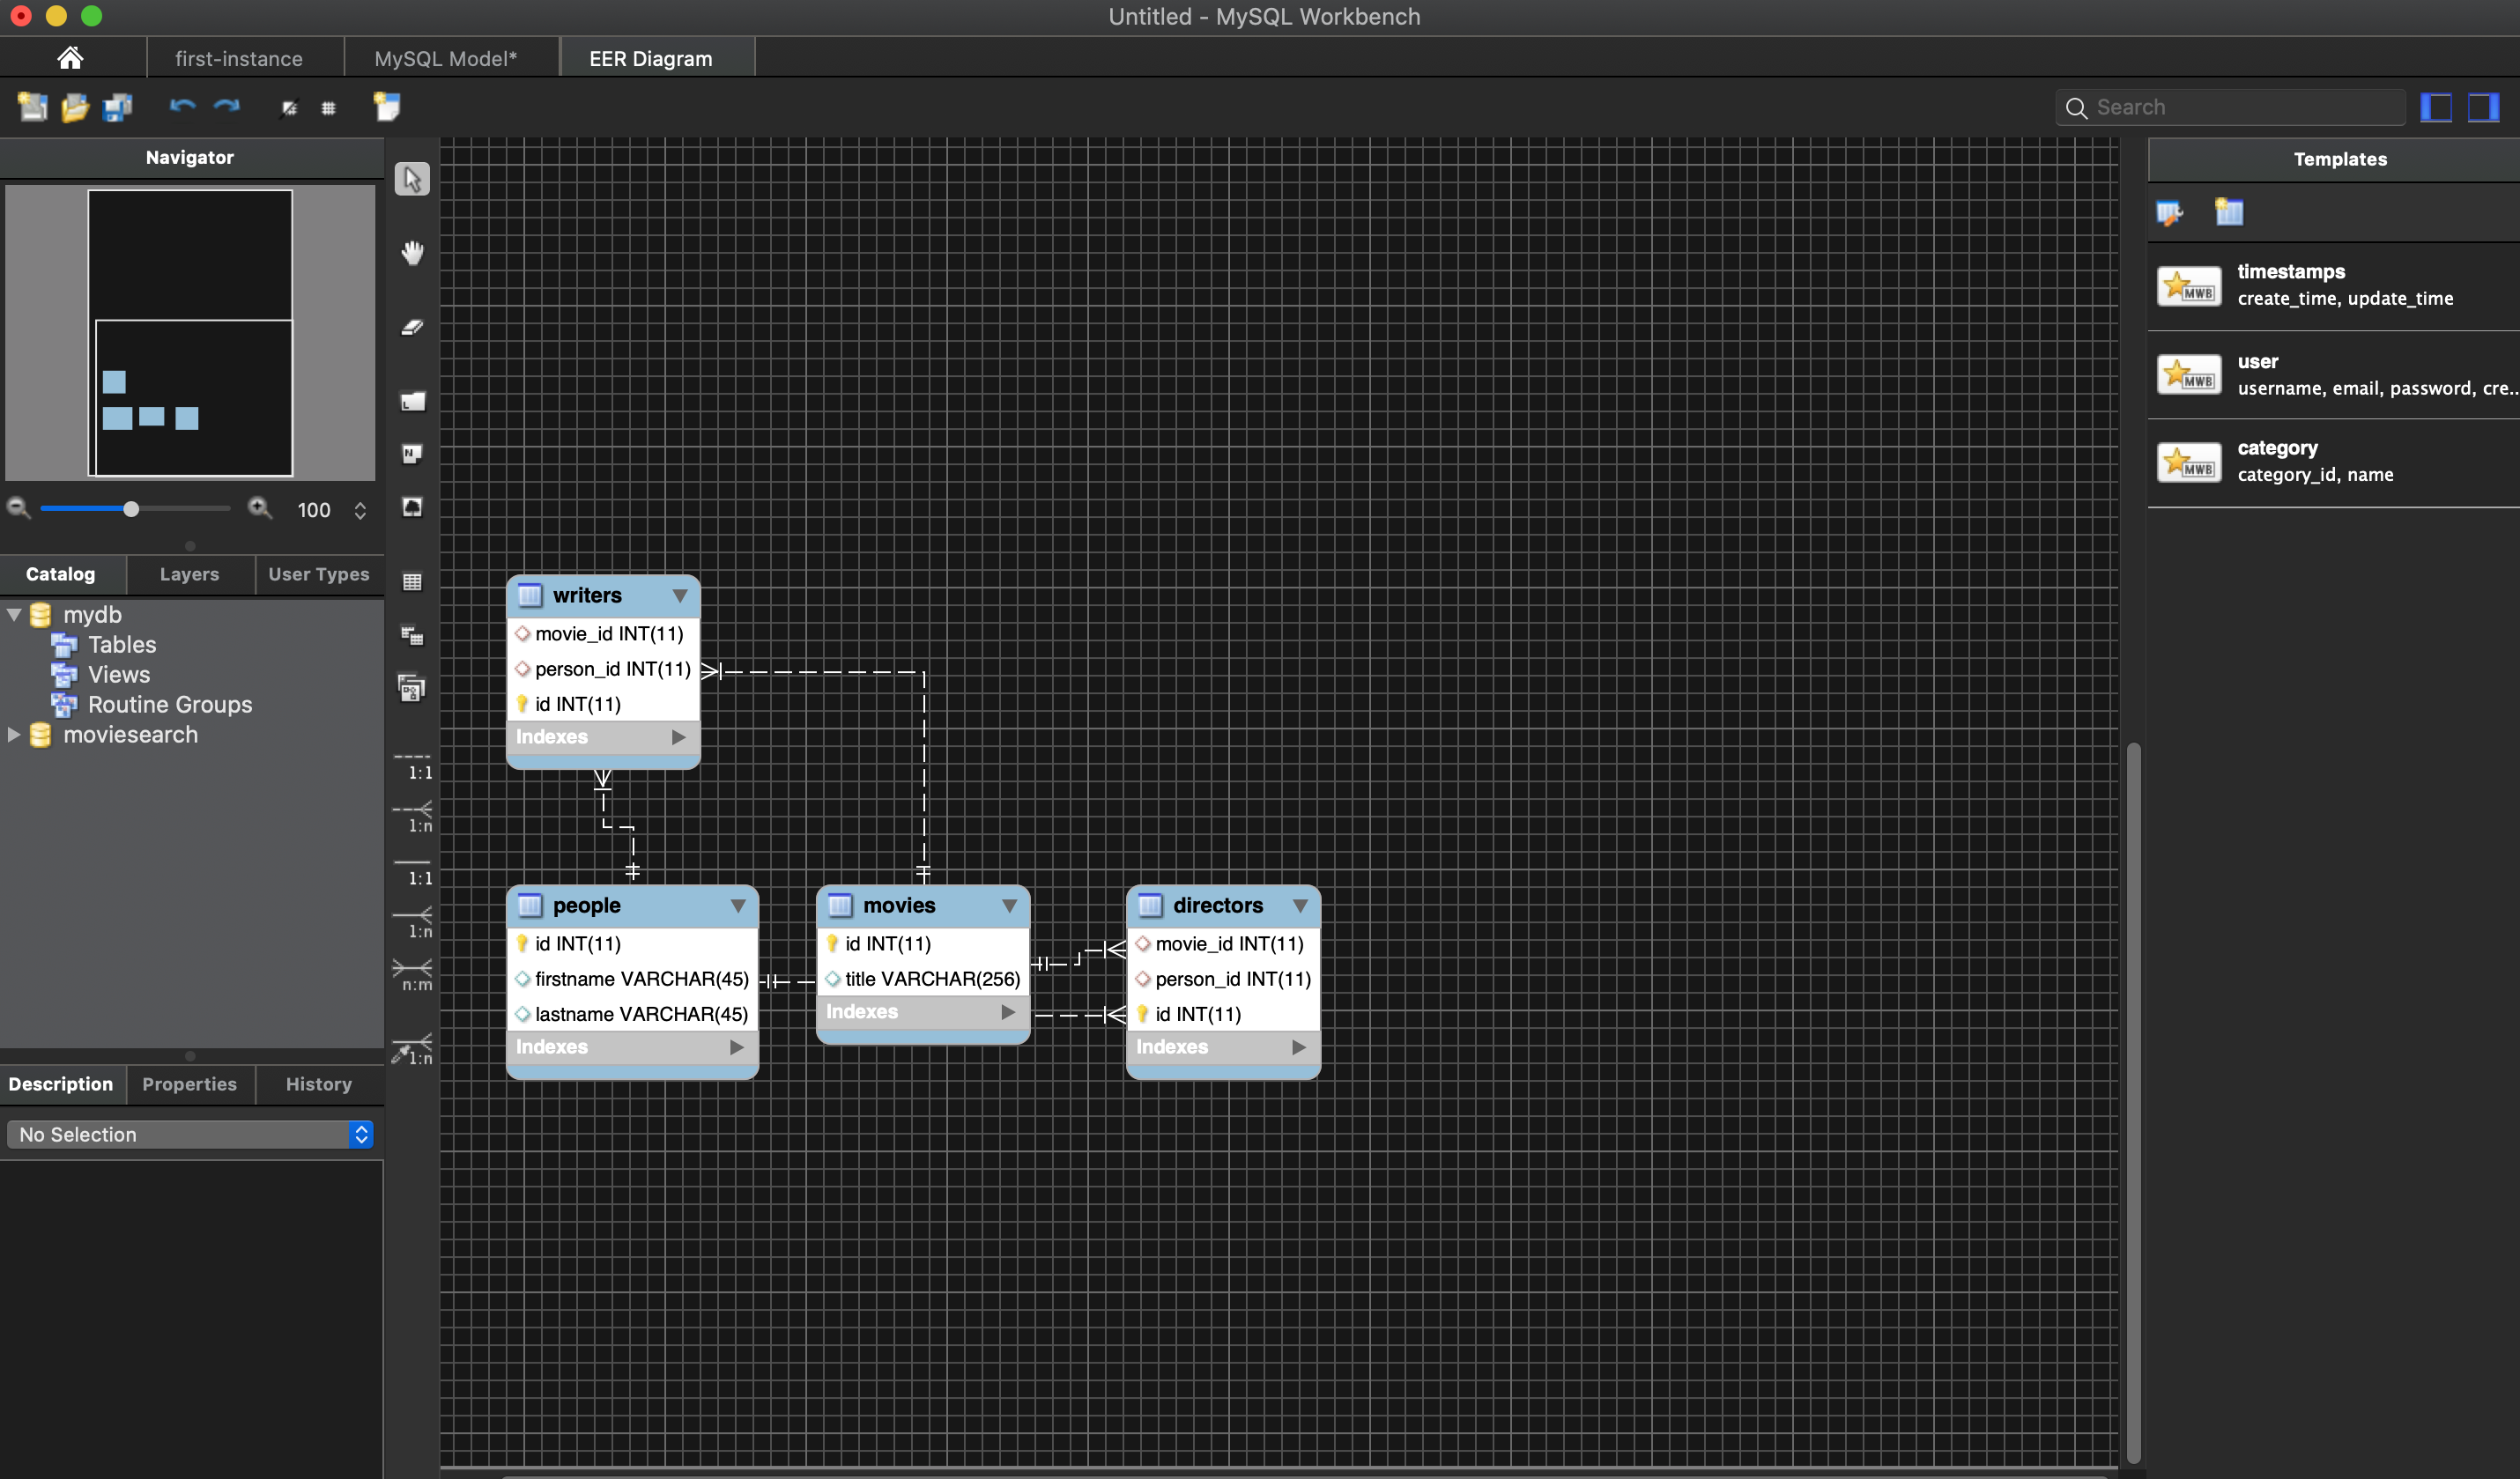 Untitled - MySQL Workbench
first-instance
MySQL Model*
EER Diagram
Search
Navigator
100
Catalog
Layers
User Types
mydb
Tables
Views
Routine Groups
moviesearch
Description
Properties
History
No Selection
L
N
1:1
1:n
1:1
1:n
n:m
1:n
writers
movie_id INT(11)
person_id INT(11)
id INT(11)
Indexes
people
id INT(11)
firstname VARCHAR(45)
lastname VARCHAR(45)
Indexes
movies
id INT(11)
title VARCHAR(256)
Indexes
directors
movie_id INT(11)
person_id INT(11)
id INT(11)
Indexes
Templates
MWB
timestamps
create_time, update_time
MWB
user
username, email, password, cre...
MWB
category
category_id, name